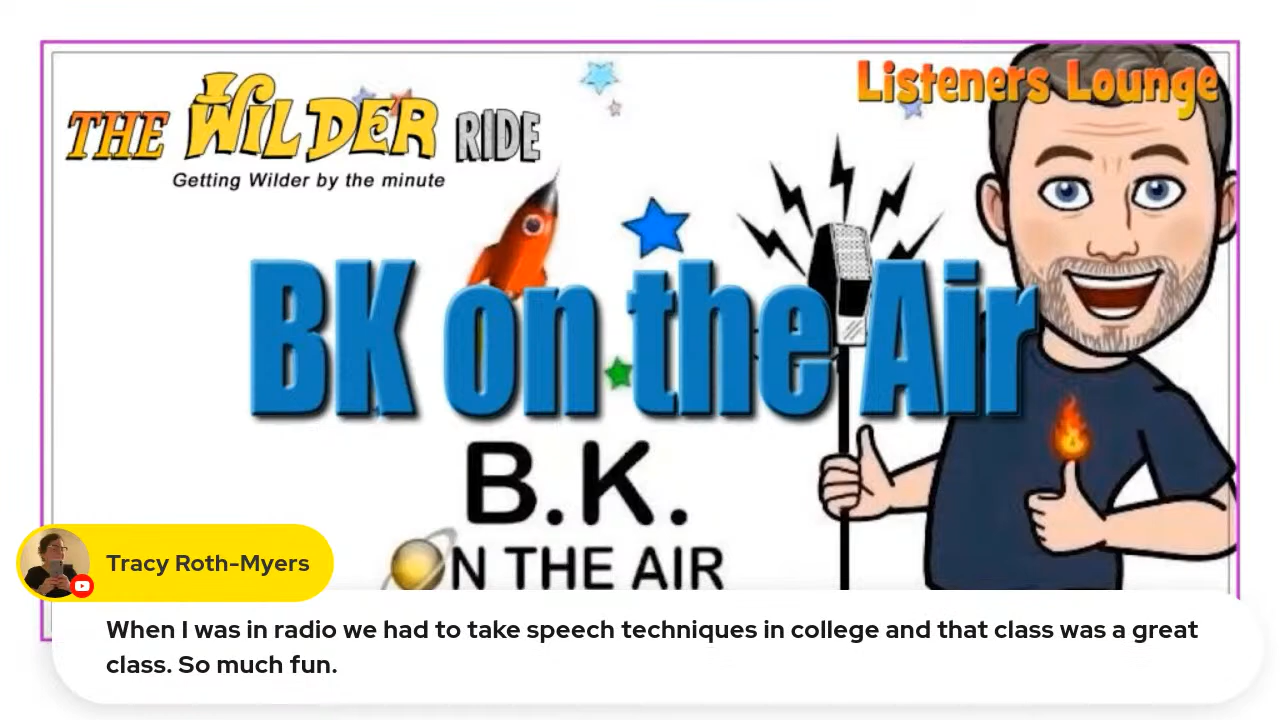 Listeners Lounge
THE WILDER RIDE
Getting Wilder by the minute
BK on the Air
B.K.
ON THE AIR
Tracy Roth-Myers
When I was in radio we had to take speech techniques in college and that class was a great
class. So much fun.